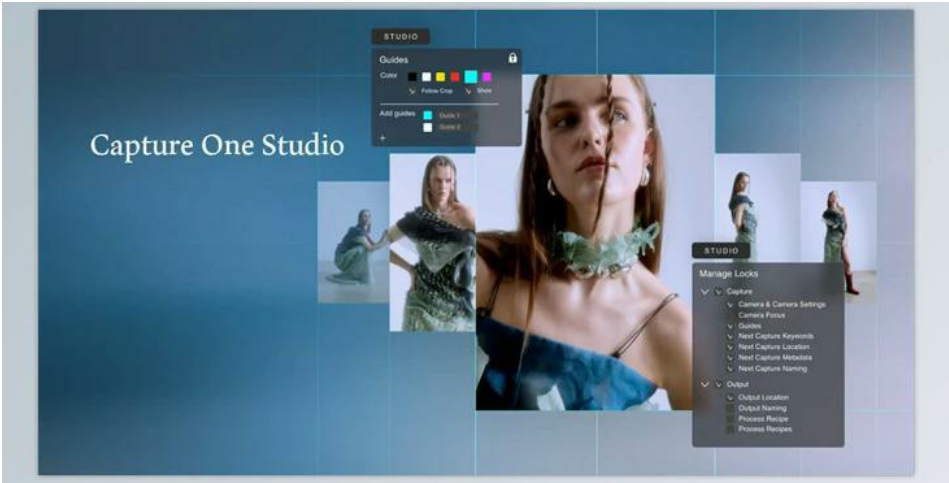 STUDIO
Guides
Color
Follow Crop
Show
Add guides
Guide 1
Guide 2
+
Capture One Studio
STUDIO
Manage Locks
Capture
Camera & Camera Settings
Camera Focus
Guides
Next Capture Keywords
Next Capture Location
Next Capture Metadata
Next Capture Naming
Output
Output Location
Output Naming
Process Recipe
Process Recipes